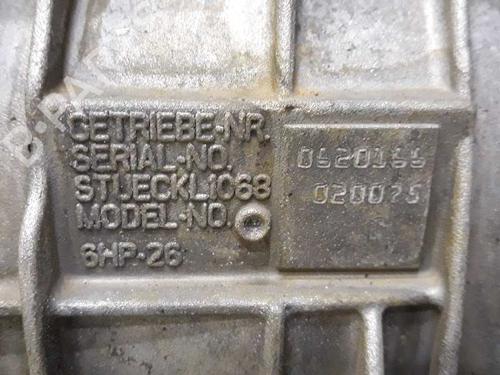 GETRIEBE-NR.
SERIAL-NO.
STUECKL1068
MODEL-NO.
6HP-26
0620166
020075